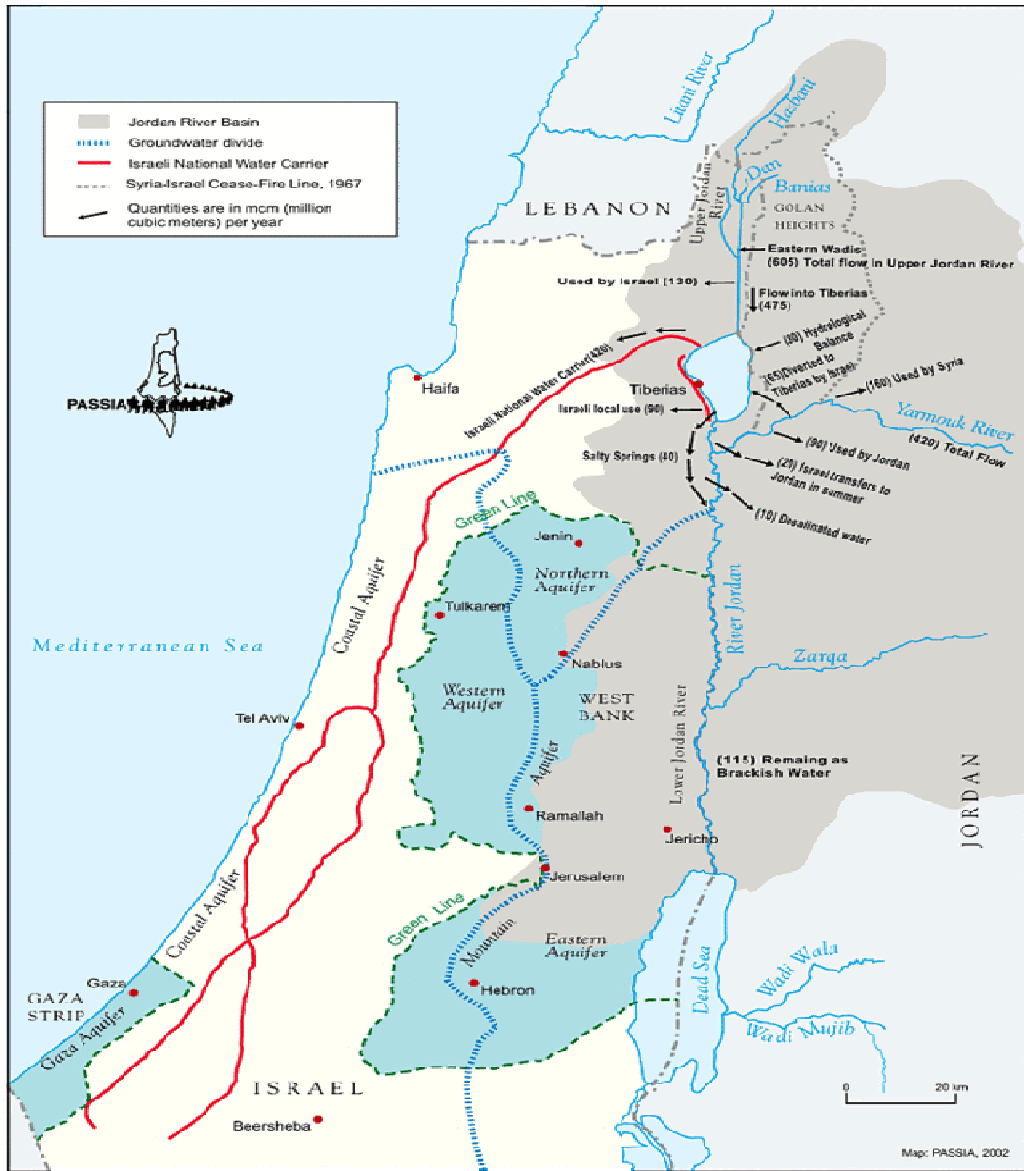 Jordan River Basin
Groundwater divide
Israeli National Water Carrier
Syria-Israel Cease-Fire Line, 1967
Quantities are in mcm (million
cubic meters) per year
Litani River
Hasbani
Dan
Banias
GOLAN
HEIGHTS
Upper Jordan
River
LEBANON
Eastern Wadis
(605) Total flow in Upper Jordan River
Used by Israel (130)
Flow into Tiberias
(475)
Hydrological
Balance
(65)Diverted to
Tiberias by Israel
(160) Used by Syria
Yarmouk River
(420) Total Flow
Israeli National Water Carrier(420)
Haifa
PASSIA
Tiberias
Israeli local use (90)
(90) Used by Jordan
Salty Springs (40)
(20) Israel transfers to
Jordan in summer
(10) Desalinated water
Green Line
Jenin
Northern
Aquifer
Coastal Aquifer
Tulkarem
River Jordan
Mediterranean Sea
Zarqa
Nablus
Western
Aquifer
WEST
BANK
Tel Aviv
Lower Jordan River
Aquifer
(115) Remaing as
Brackish Water
JORDAN
Ramallah
Jericho
Jerusalem
Coastal Aquifer
Green Line
Mountain
Eastern
Aquifer
Dead Sea
Wadi Wala
Gaza
GAZA
STRIP
Gaza Aquifer
Hebron
Wadi Mujib
ISRAEL
0 20 km
Beersheba
Map: PASSIA, 2002